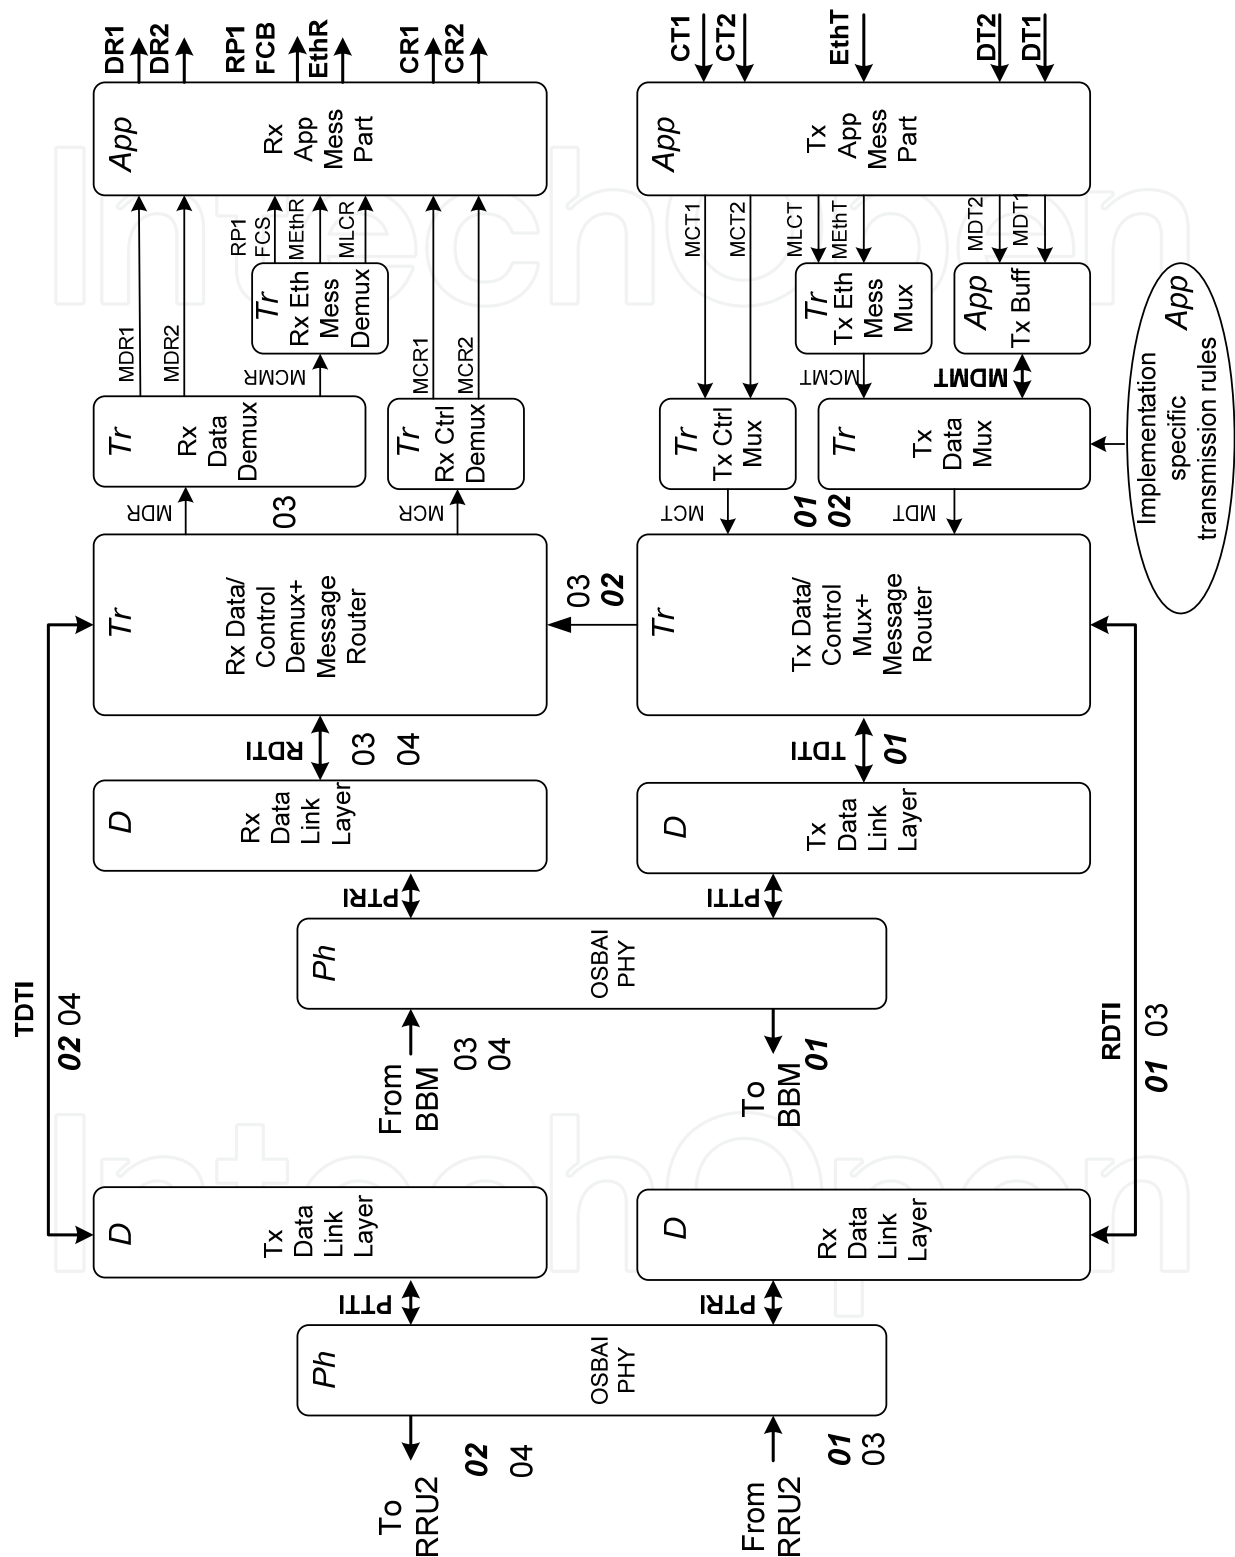 TDTI
02 04
D
Tx
Data
Link
Layer
Tr
Rx Data/
Control
Demux+
Message
Router
D
Rx
Data
Link
Layer
RDTI
03
04
MDR
03
Tr
Rx
Data
Demux
MDR1
MDR2
MCMR
Tr
Rx Eth
Mess
Demux
RP1
FCS
MEthR
MLCR
App
Rx
App
Mess
Part
DR1
DR2
RP1
FCB
EthR
CR1
CR2
MCR
Tr
Rx Ctrl
Demux
MCR1
MCR2
To
RRU2
02
04
Ph
OSBAI
PHY
PTTI
PTRI
From
RRU2
01
03
From
BBM
03
04
Ph
OSBAI
PHY
PTRI
PTTI
To
BBM
01
03
02
D
Rx
Data
Link
Layer
D
Tx
Data
Link
Layer
TDTI
01
Tr
Tx Data/
Control
Mux+
Message
Router
MCT
01
02
MDT
Tr
Tx Ctrl
Mux
MCT1
MCT2
Tr
Tx
Data
Mux
MCMT
MDMT
Tr
Tx Eth
Mess
Mux
MLCT
MEthT
App
Tx Buff
MDT2
MDT1
App
Tx
App
Mess
Part
CT1
CT2
EthT
DT2
DT1
RDTI
01 03
Implementation
specific
transmission rules
App
IntechOpen
IntechOpen